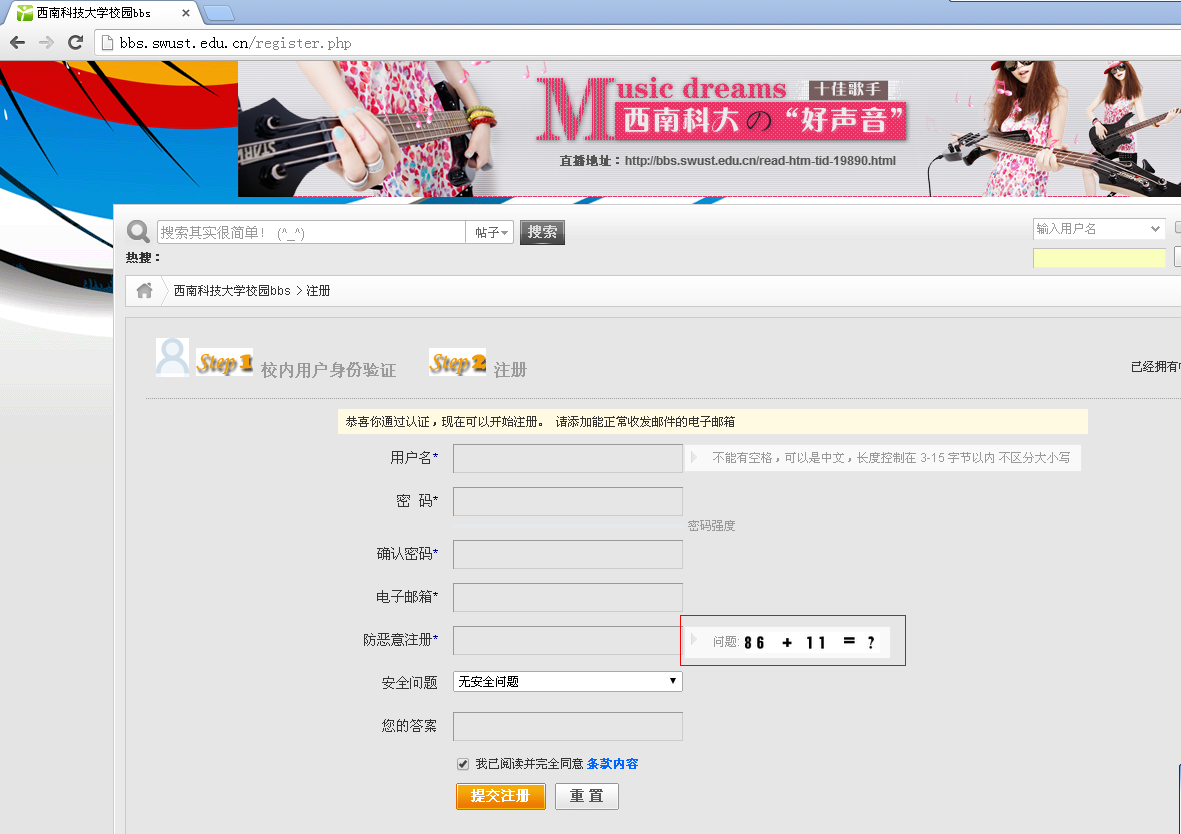 西南科技大学校园bbs
bbs.swust.edu.cn/register.php
Music dreams 十佳歌手
西南科大の“好声音”
直播地址：http://bbs.swust.edu.cn/read-htm-tid-19890.html
搜索其实很简单！ (^_^) 帖子 搜索
输入用户名
热搜：
西南科技大学校园bbs > 注册
Step 1 校内用户身份验证 Step 2 注册
已经拥有
恭喜你通过认证，现在可以开始注册。 请添加能正常收发邮件的电子邮箱
用户名* 不能有空格，可以是中文，长度控制在 3-15 字节以内 不区分大小写
密 码*
密码强度
确认密码*
电子邮箱*
防恶意注册* 问题: 86 + 11 = ?
安全问题 无安全问题
您的答案
我已阅读并完全同意 条款内容
提交注册 重 置